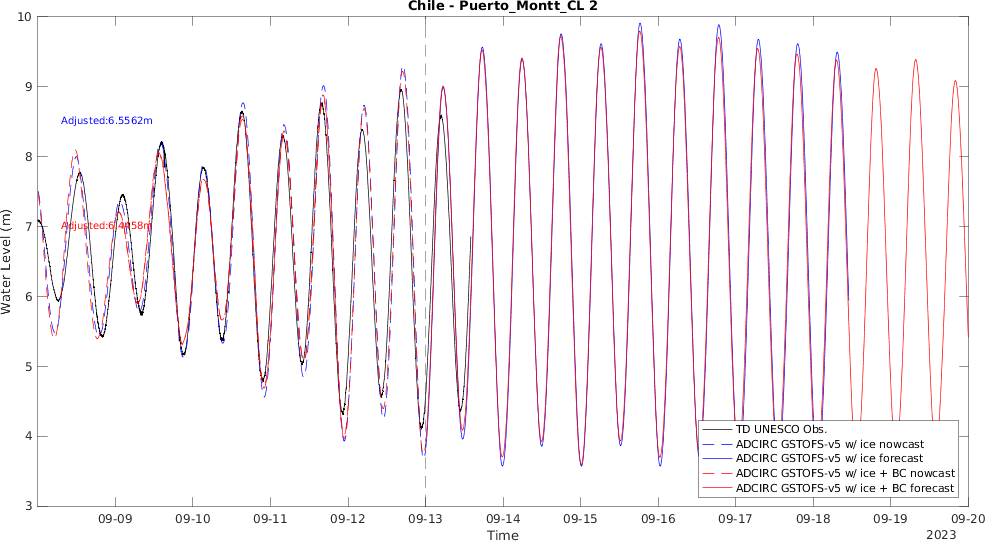 Chile - Puerto_Montt_CL 2
10
9
8
7
6
5
4
3
Water Level (m)
Adjusted:6.5562m
TD UNESCO Obs.
ADCIRC GSTOFS-v5 w/ ice nowcast
ADCIRC GSTOFS-v5 w/ ice forecast
ADCIRC GSTOFS-v5 w/ ice + BC nowcast
ADCIRC GSTOFS-v5 w/ ice + BC forecast
09-09
09-10
09-11
09-12
09-13
09-14
09-15
09-16
09-17
09-18
09-19
09-20
Time
2023